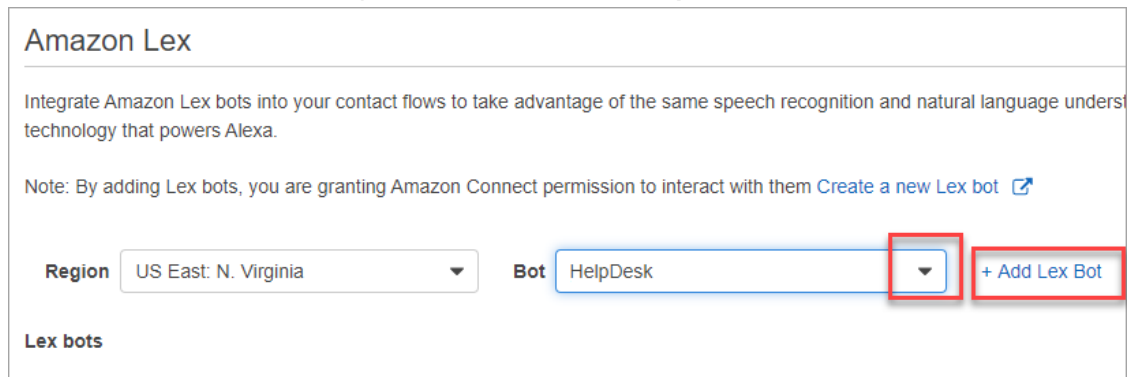 Amazon Lex
Integrate Amazon Lex bots into your contact flows to take advantage of the same speech recognition and natural language
technology that powers Alexa.
Note: By adding Lex bots, you are granting Amazon Connect permission to interact with them Create a new Lex bot
Region US East: N. Virginia Bot HelpDesk + Add Lex Bot
Lex bots